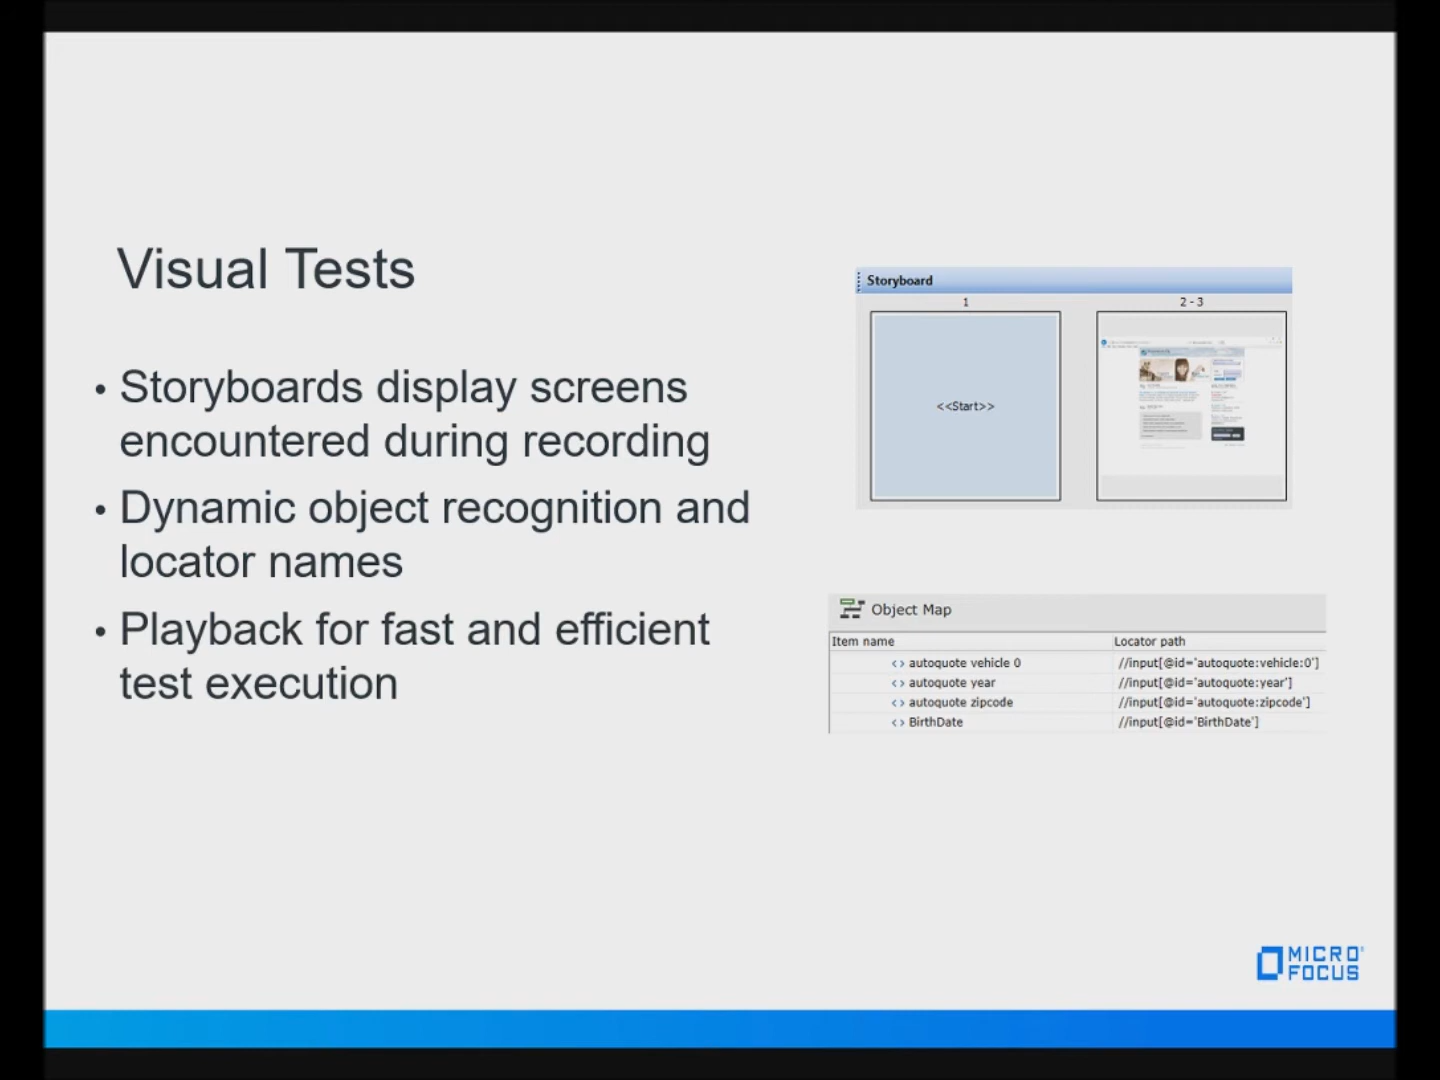 Visual Tests
• Storyboards display screens
encountered during recording
• Dynamic object recognition and
locator names
• Playback for fast and efficient
test execution
Storyboard
1
2 - 3
<<Start>>
Object Map
Item name Locator path
<> autoquote vehicle 0 //input[@id='autoquote:vehicle:0']
<> autoquote year //input[@id='autoquote:year']
<> autoquote zipcode //input[@id='autoquote:zipcode']
<> BirthDate //input[@id='BirthDate']
MICRO
FOCUS